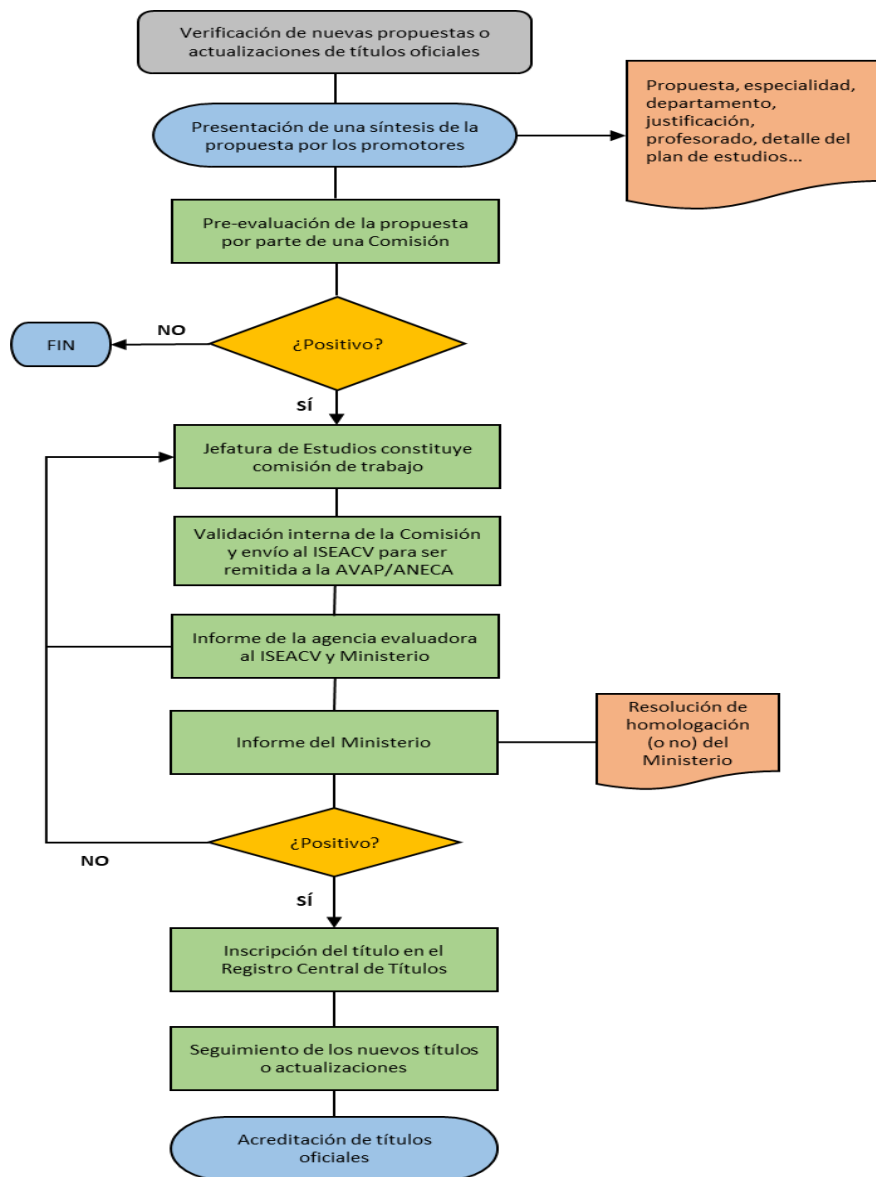 Verificación de nuevas propuestas o
actualizaciones de títulos oficiales
Presentación de una síntesis de la
propuesta por los promotores
Propuesta, especialidad,
departamento,
justificación,
profesorado, detalle del
plan de estudios...
Pre-evaluación de la propuesta
por parte de una Comisión
¿Positivo?
NO
FIN
SÍ
Jefatura de Estudios constituye
comisión de trabajo
Validación interna de la Comisión
y envío al ISEACV para ser
remitida a la AVAP/ANECA
Informe de la agencia evaluadora
al ISEACV y Ministerio
Informe del Ministerio
Resolución de
homologación
(o no) del
Ministerio
¿Positivo?
NO
SÍ
Inscripción del título en el
Registro Central de Títulos
Seguimiento de los nuevos títulos
o actualizaciones
Acreditación de títulos
oficiales